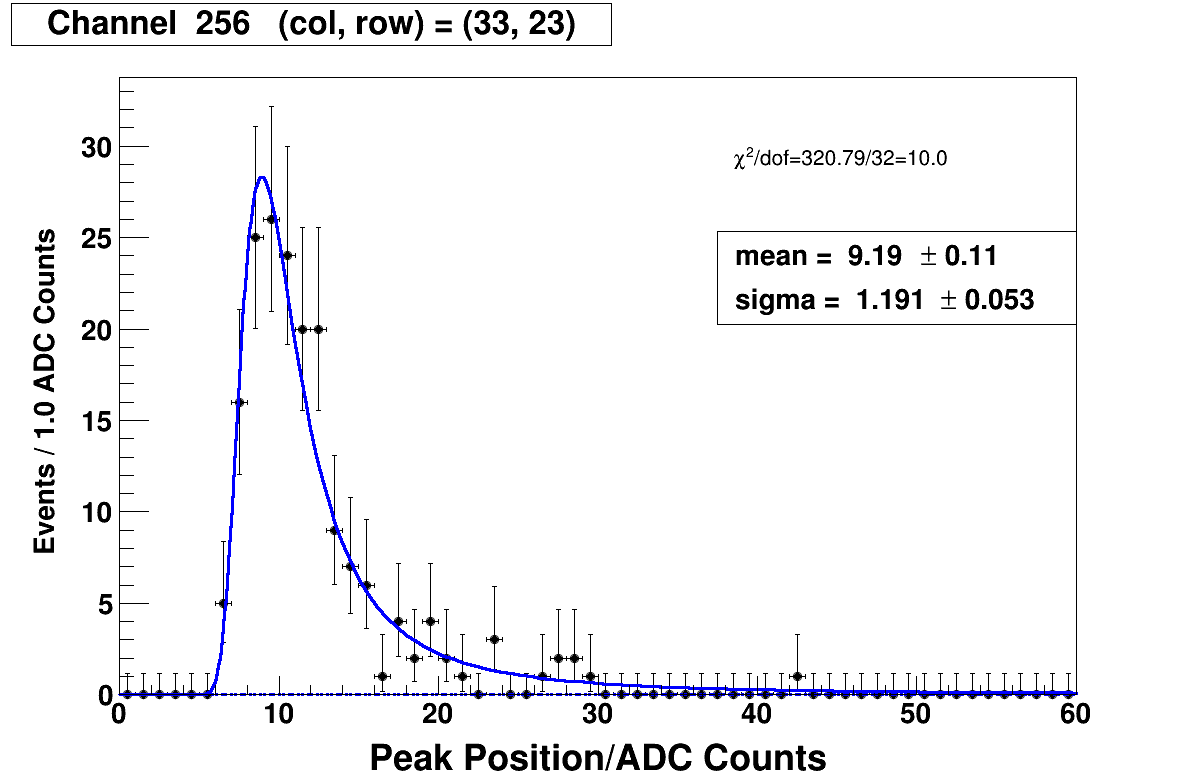 Channel 256 (col, row) = (33, 23)
χ²/dof=320.79/32=10.0
mean = 9.19 ± 0.11
sigma = 1.191 ± 0.053
Events / 1.0 ADC Counts
30
25
20
15
10
5
0
0 10 20 30 40 50 60
Peak Position/ADC Counts